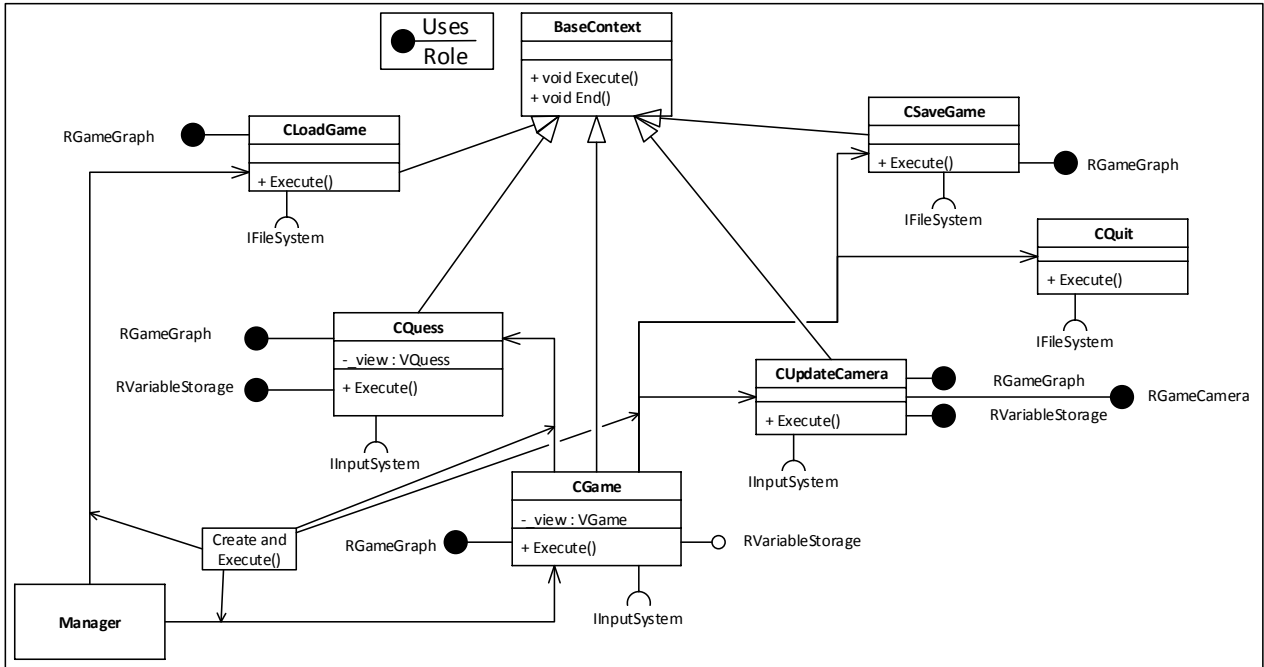 Uses
Role
BaseContext
+ void Execute()
+ void End()
RGameGraph
CLoadGame
+ Execute()
IFileSystem
CSaveGame
+ Execute()
RGameGraph
IFileSystem
CQuit
+ Execute()
IFileSystem
RGameGraph
RVariableStorage
CQuess
-_view : VQuess
+ Execute()
IInputSystem
CUpdateCamera
+ Execute()
RGameGraph
RGameCamera
RVariableStorage
IInputSystem
CGame
-_view : VGame
+ Execute()
RGameGraph
RVariableStorage
IInputSystem
Create and
Execute()
Manager